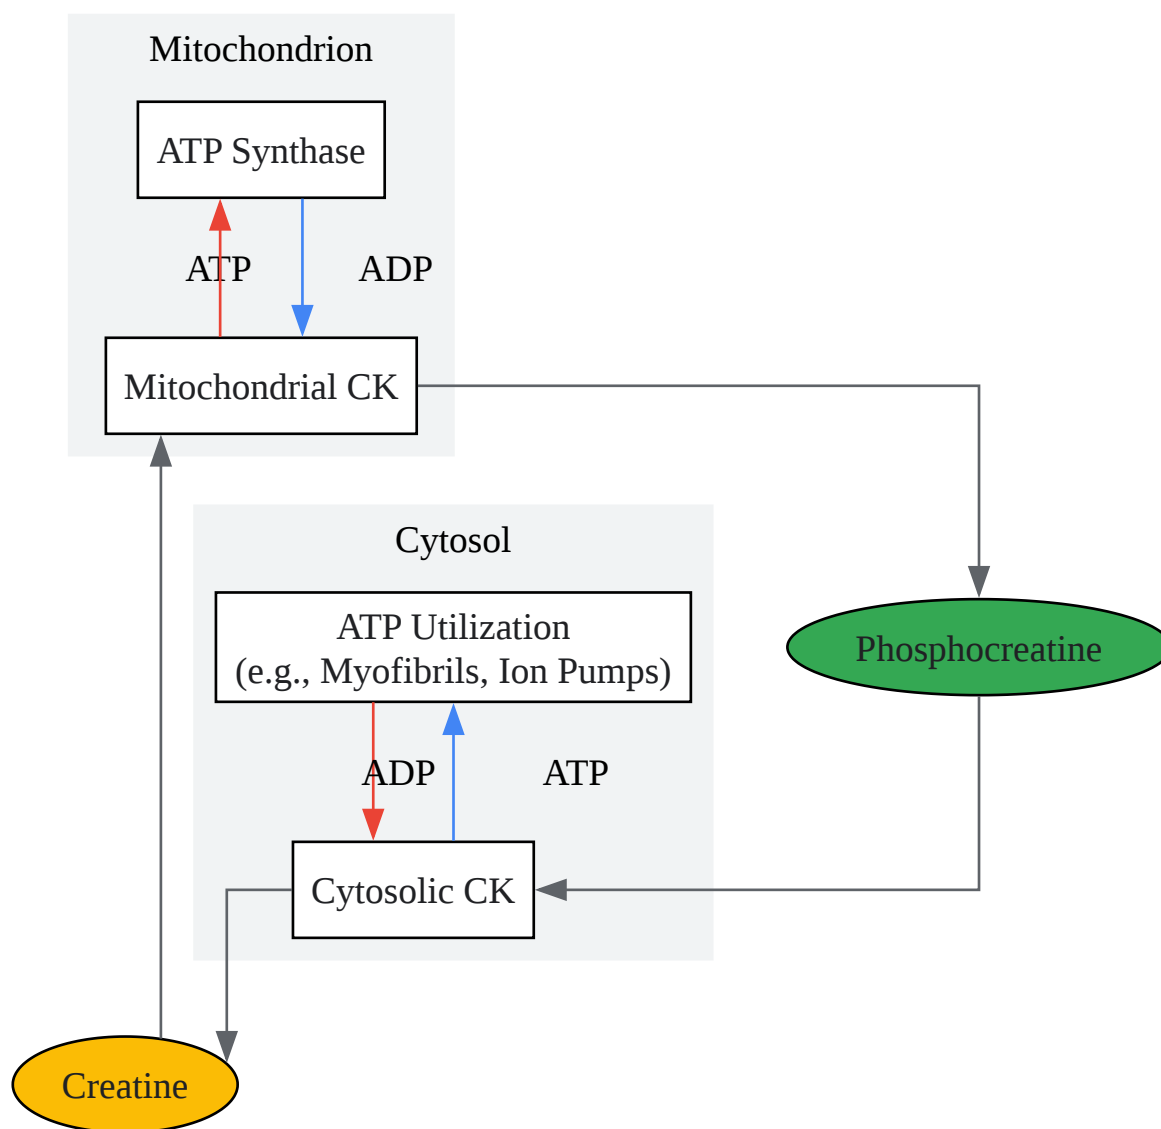 Mitochondrion
ATP Synthase
ATP
ADP
Mitochondrial CK
Cytosol
ATP Utilization
(e.g., Myofibrils, Ion Pumps)
Phosphocreatine
ADP
ATP
Cytosolic CK
Creatine